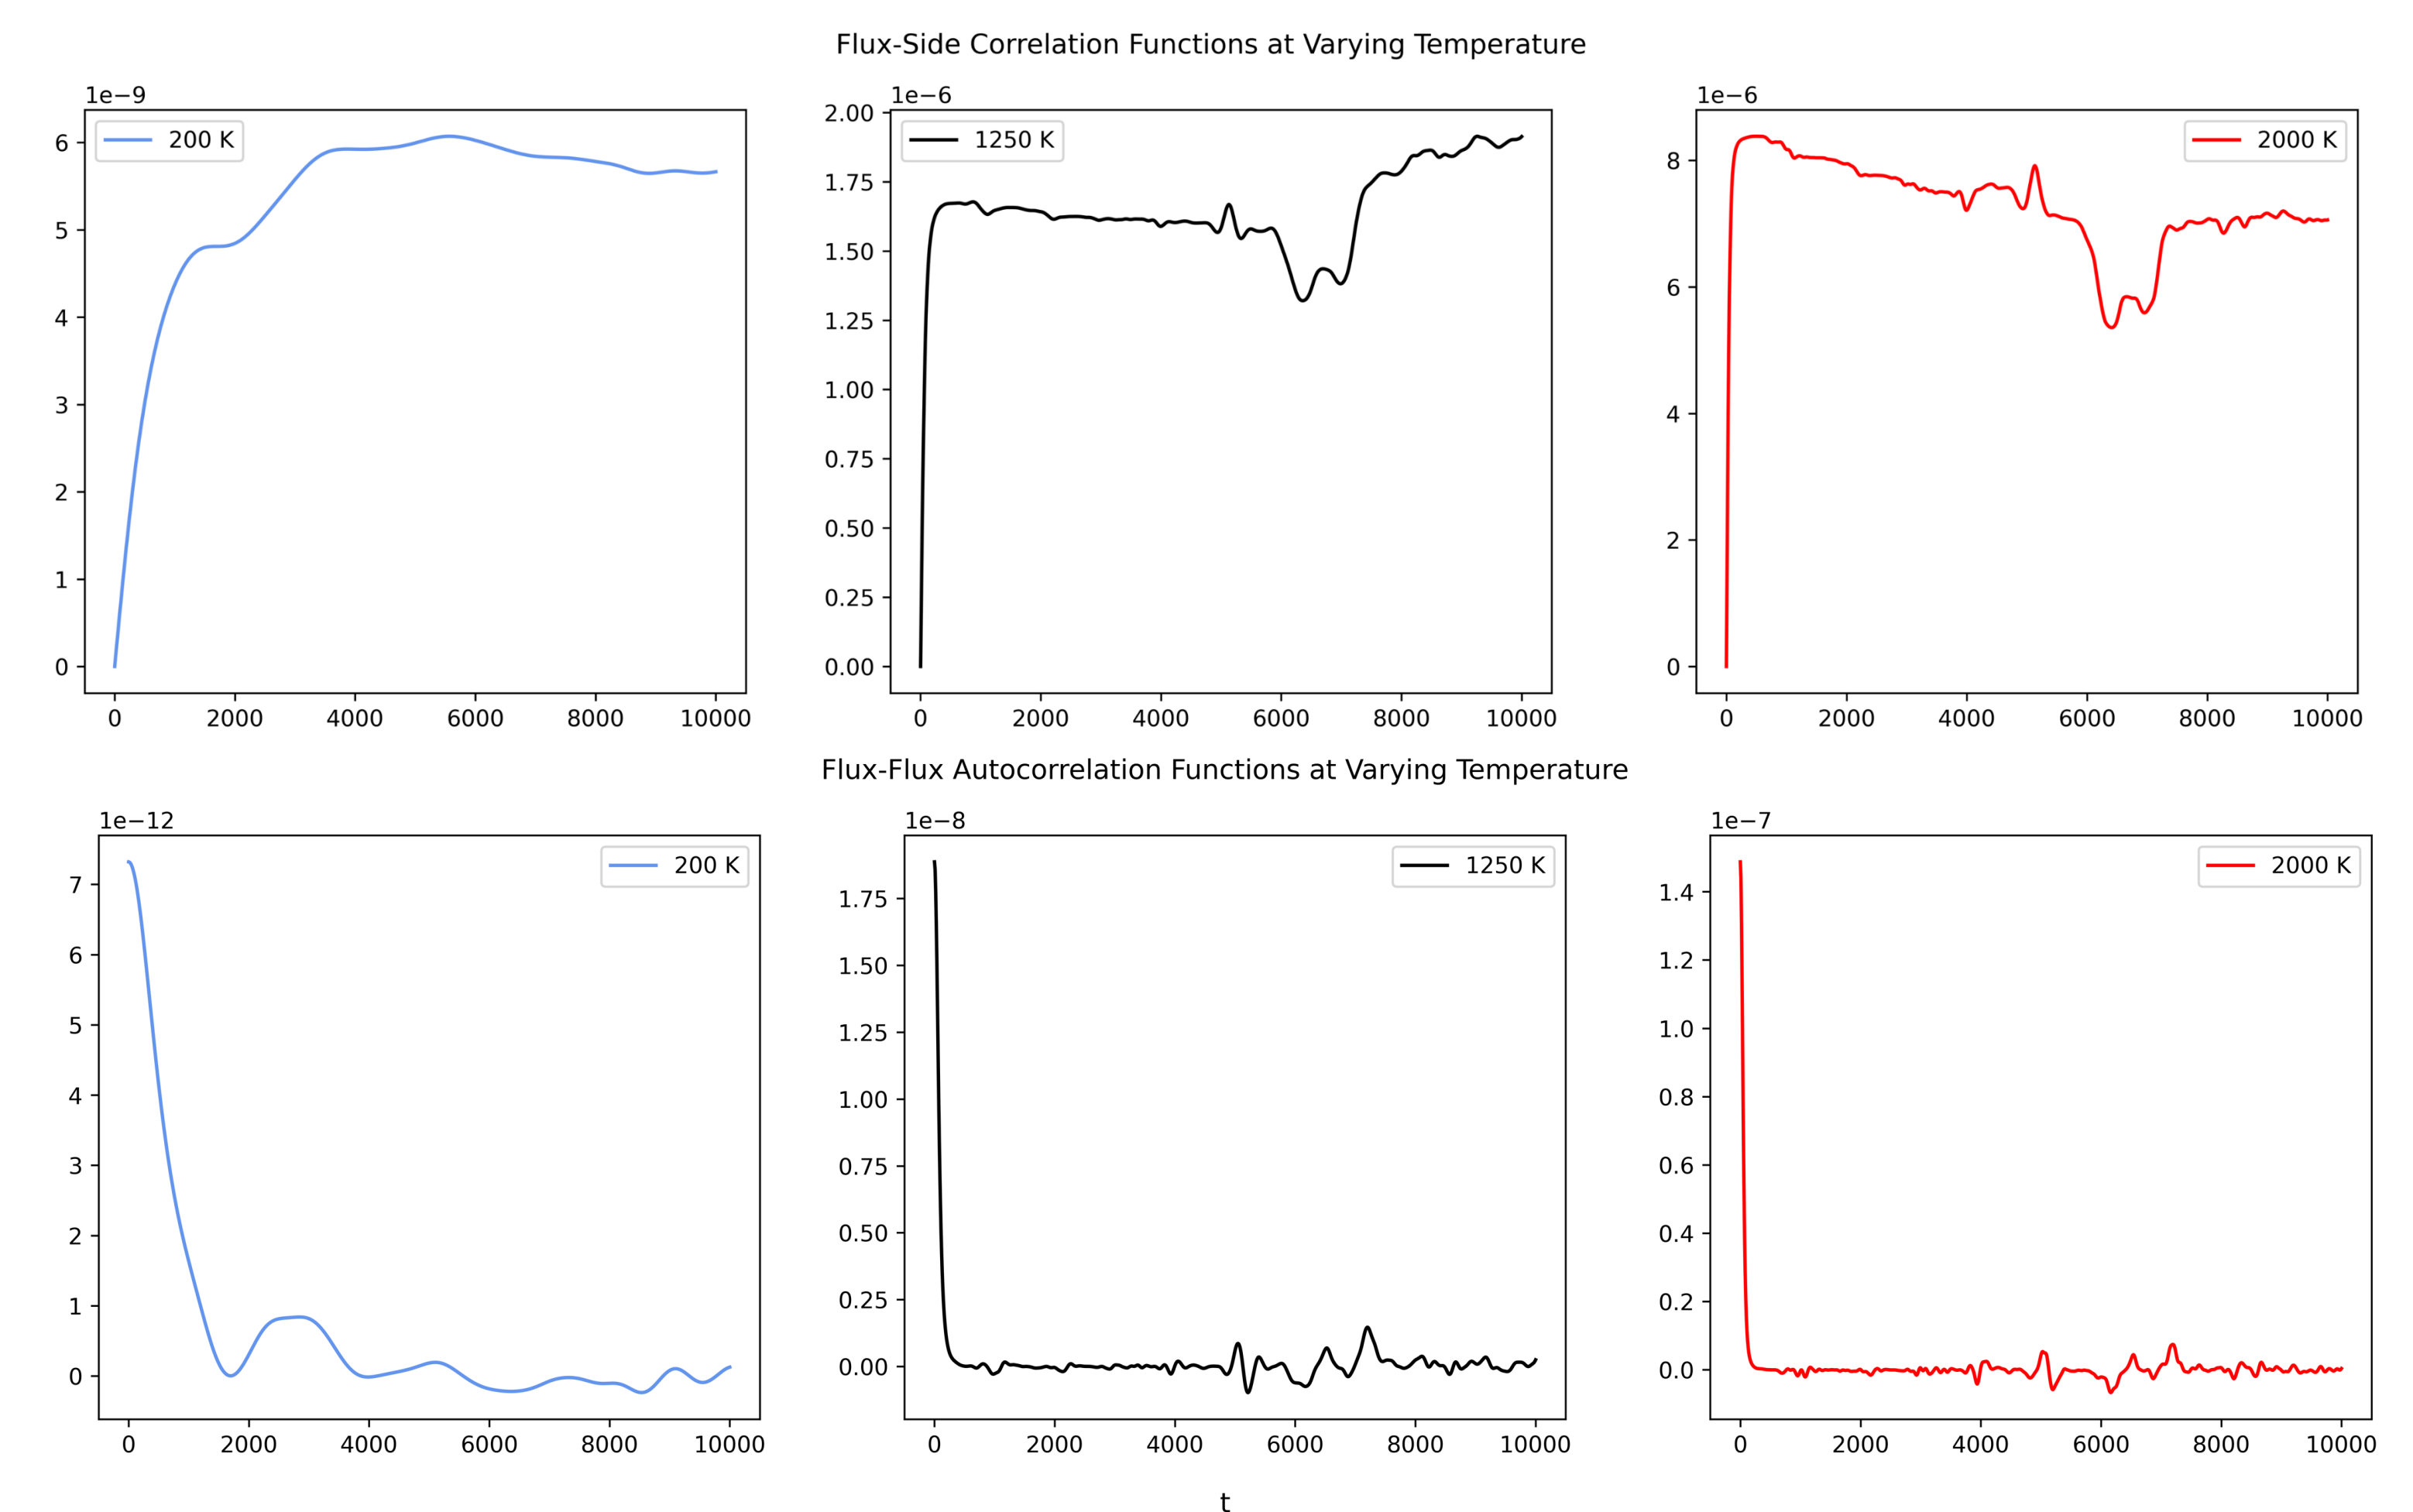 Flux-Side Correlation Functions at Varying Temperature
1e−9
200 K
6
5
4
3
2
1
0
0 2000 4000 6000 8000 10000
1e−6
1250 K
2.00
1.75
1.50
1.25
1.00
0.75
0.50
0.25
0.00
0 2000 4000 6000 8000 10000
1e−6
2000 K
8
6
4
2
0
0 2000 4000 6000 8000 10000
Flux-Flux Autocorrelation Functions at Varying Temperature
1e−12
200 K
7
6
5
4
3
2
1
0
0 2000 4000 6000 8000 10000
1e−8
1250 K
1.75
1.50
1.25
1.00
0.75
0.50
0.25
0.00
0 2000 4000 6000 8000 10000
1e−7
2000 K
1.4
1.2
1.0
0.8
0.6
0.4
0.2
0.0
0 2000 4000 6000 8000 10000
t